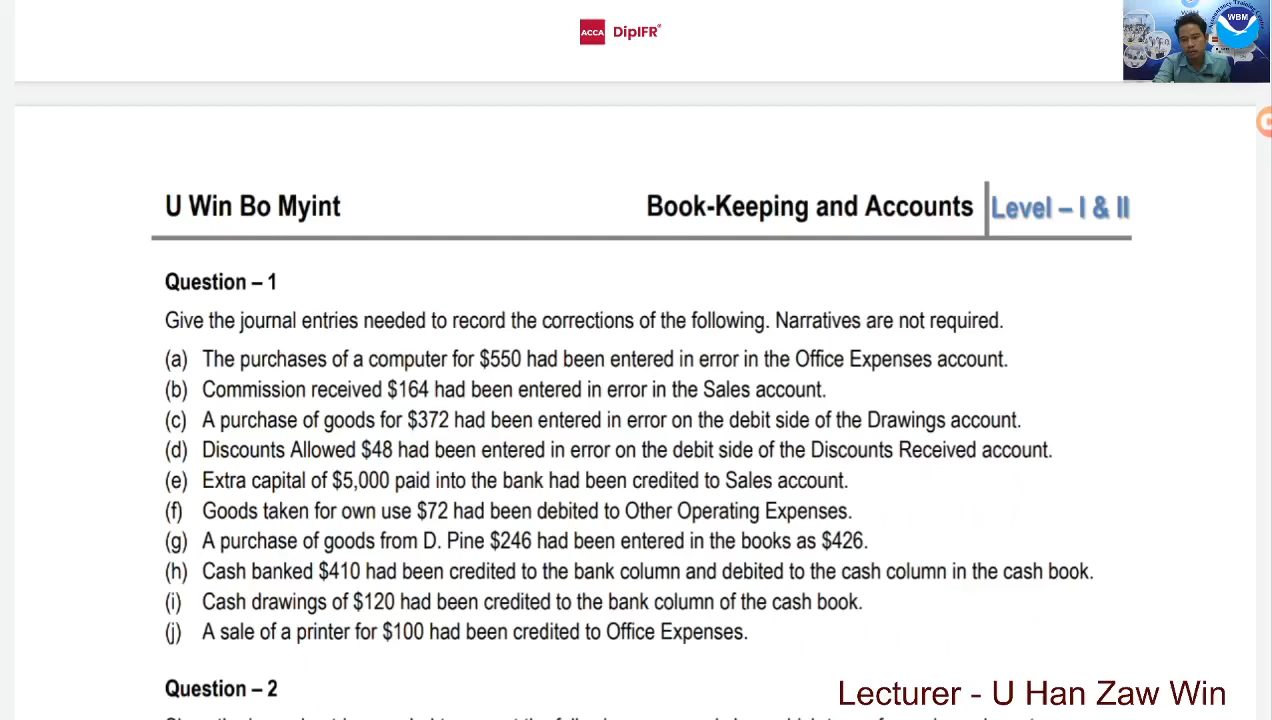 ACCA DipIFR
WBM
U Win Bo Myint Book-Keeping and Accounts Level – I & II
Question – 1
Give the journal entries needed to record the corrections of the following. Narratives are not required.
(a) The purchases of a computer for $550 had been entered in error in the Office Expenses account.
(b) Commission received $164 had been entered in error in the Sales account.
(c) A purchase of goods for $372 had been entered in error on the debit side of the Drawings account.
(d) Discounts Allowed $48 had been entered in error on the debit side of the Discounts Received account.
(e) Extra capital of $5,000 paid into the bank had been credited to Sales account.
(f) Goods taken for own use $72 had been debited to Other Operating Expenses.
(g) A purchase of goods from D. Pine $246 had been entered in the books as $426.
(h) Cash banked $410 had been credited to the bank column and debited to the cash column in the cash book.
(i) Cash drawings of $120 had been credited to the bank column of the cash book.
(j) A sale of a printer for $100 had been credited to Office Expenses.
Question – 2
Lecturer - U Han Zaw Win